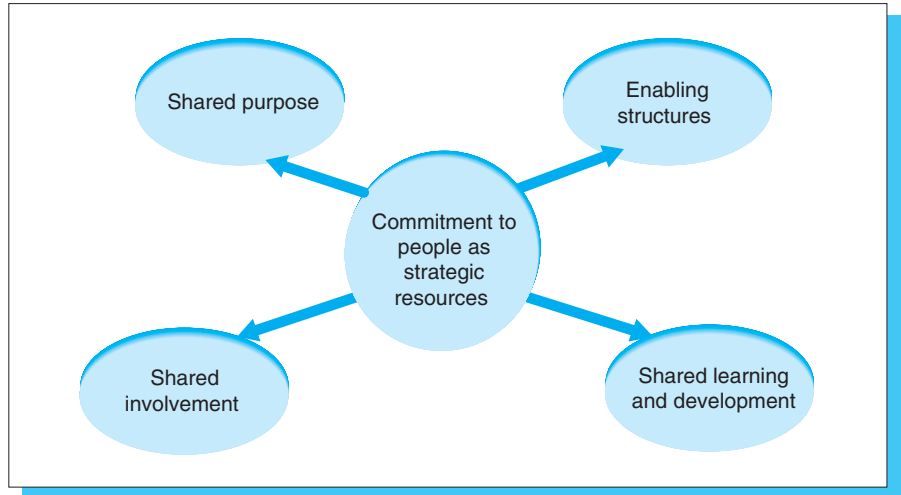 Shared purpose
Enabling
structures
Commitment to
people as
strategic
resources
Shared
involvement
Shared learning
and development